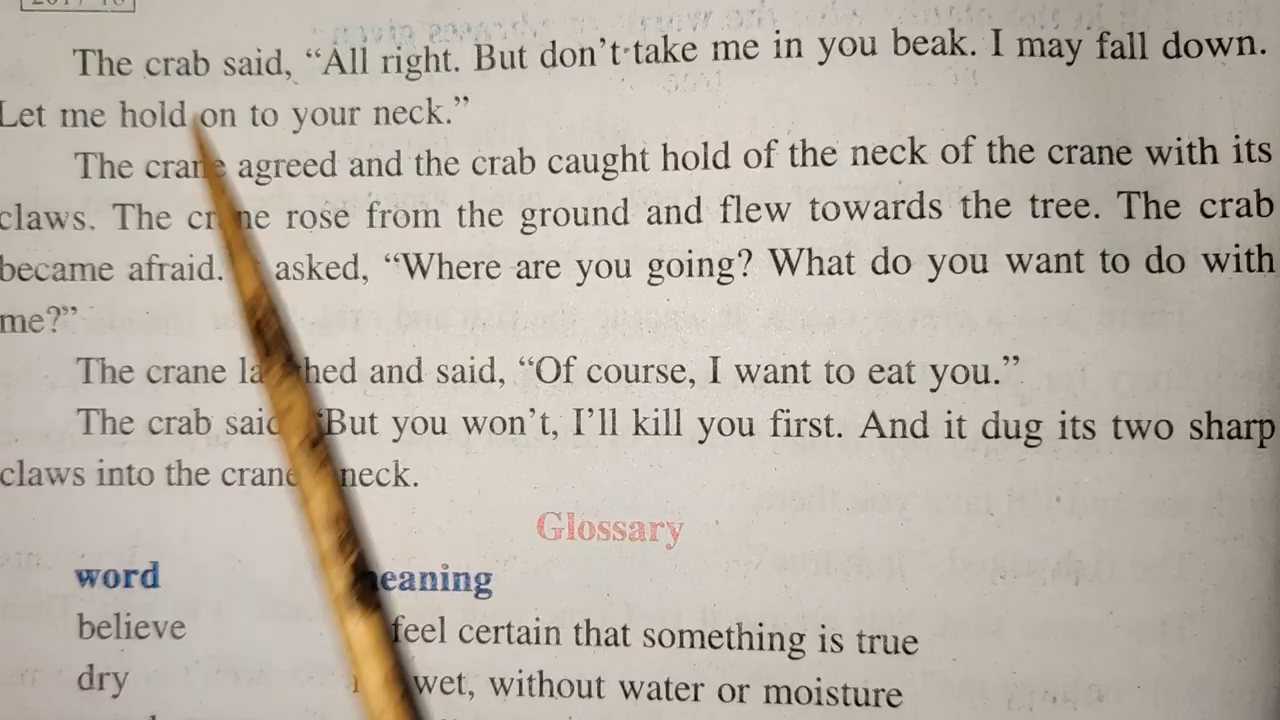 The crab said, “All right. But don’t take me in you beak. I may fall down.
Let me hold on to your neck.”
The crane agreed and the crab caught hold of the neck of the crane with its
claws. The crane rose from the ground and flew towards the tree. The crab
became afraid. asked, “Where are you going? What do you want to do with
me?”
The crane laughed and said, “Of course, I want to eat you.”
The crab said “But you won’t, I’ll kill you first. And it dug its two sharp
claws into the crane neck.
Glossary
word meaning
believe feel certain that something is true
dry wet, without water or moisture